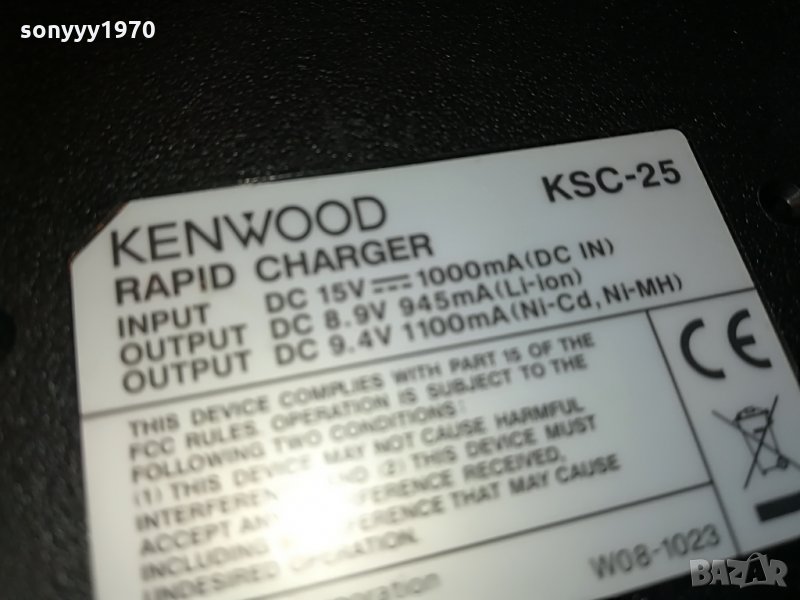 sonyyy1970
KENWOOD
KSC-25
RAPID CHARGER
INPUT DC 15V 1000mA(DC IN)
OUTPUT DC 8.9V 945mA(Li-ion)
OUTPUT DC 9.4V 1100mA(Ni-Cd, Ni-MH)
THIS DEVICE COMPLIES WITH PART 15 OF THE
FCC RULES. OPERATION IS SUBJECT TO THE
FOLLOWING TWO CONDITIONS:
(1) THIS DEVICE MAY NOT CAUSE HARMFUL
INTERFERENCE AND (2) THIS DEVICE MUST
ACCEPT ANY INTERFERENCE RECEIVED,
INCLUDING INTERFERENCE THAT MAY CAUSE
UNDESIRED OPERATION.
CE
W08-1023
BAZAR